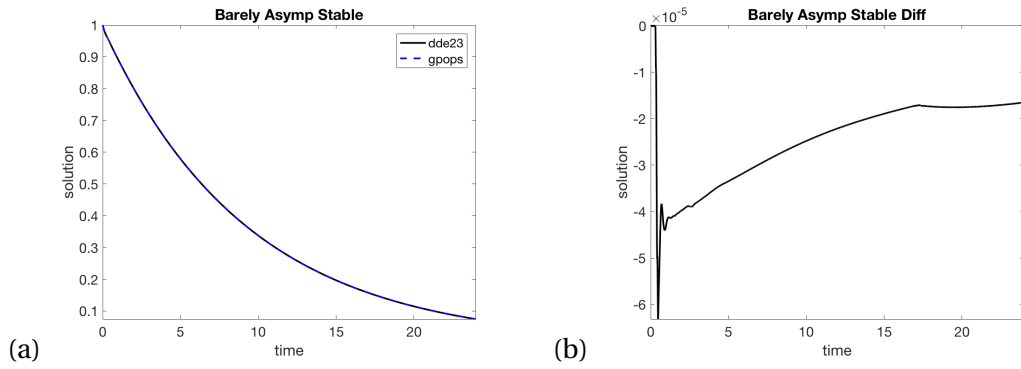 Barely Asymp Stable
1
0.9
0.8
0.7
0.6
0.5
0.4
0.3
0.2
0.1
solution
dde23
gpops
0
5
10
15
20
time
(a)
Barely Asymp Stable Diff
×10⁻⁵
0
-1
-2
-3
-4
-5
-6
solution
0
5
10
15
20
time
(b)